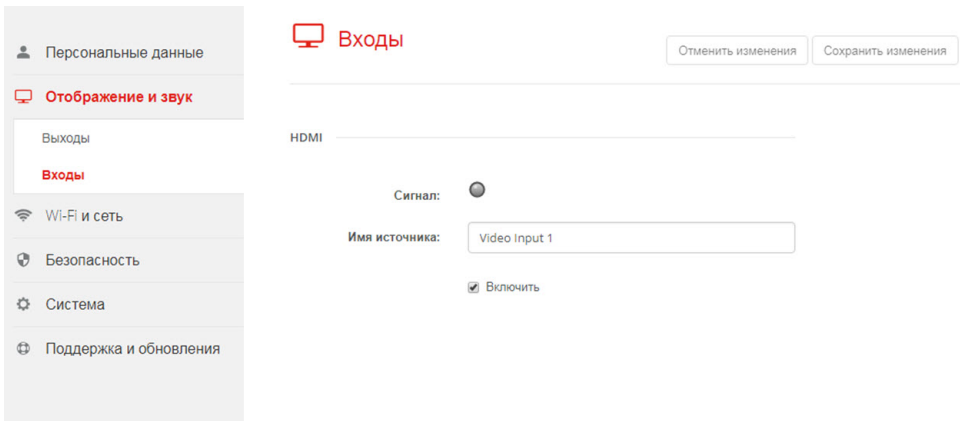 Персональные данные
Отображение и звук
Выходы
Входы
Wi-Fi и сеть
Безопасность
Система
Поддержка и обновления
Входы
Отменить изменения
Сохранить изменения
HDMI
Сигнал:
Имя источника:
Video Input 1
Включить